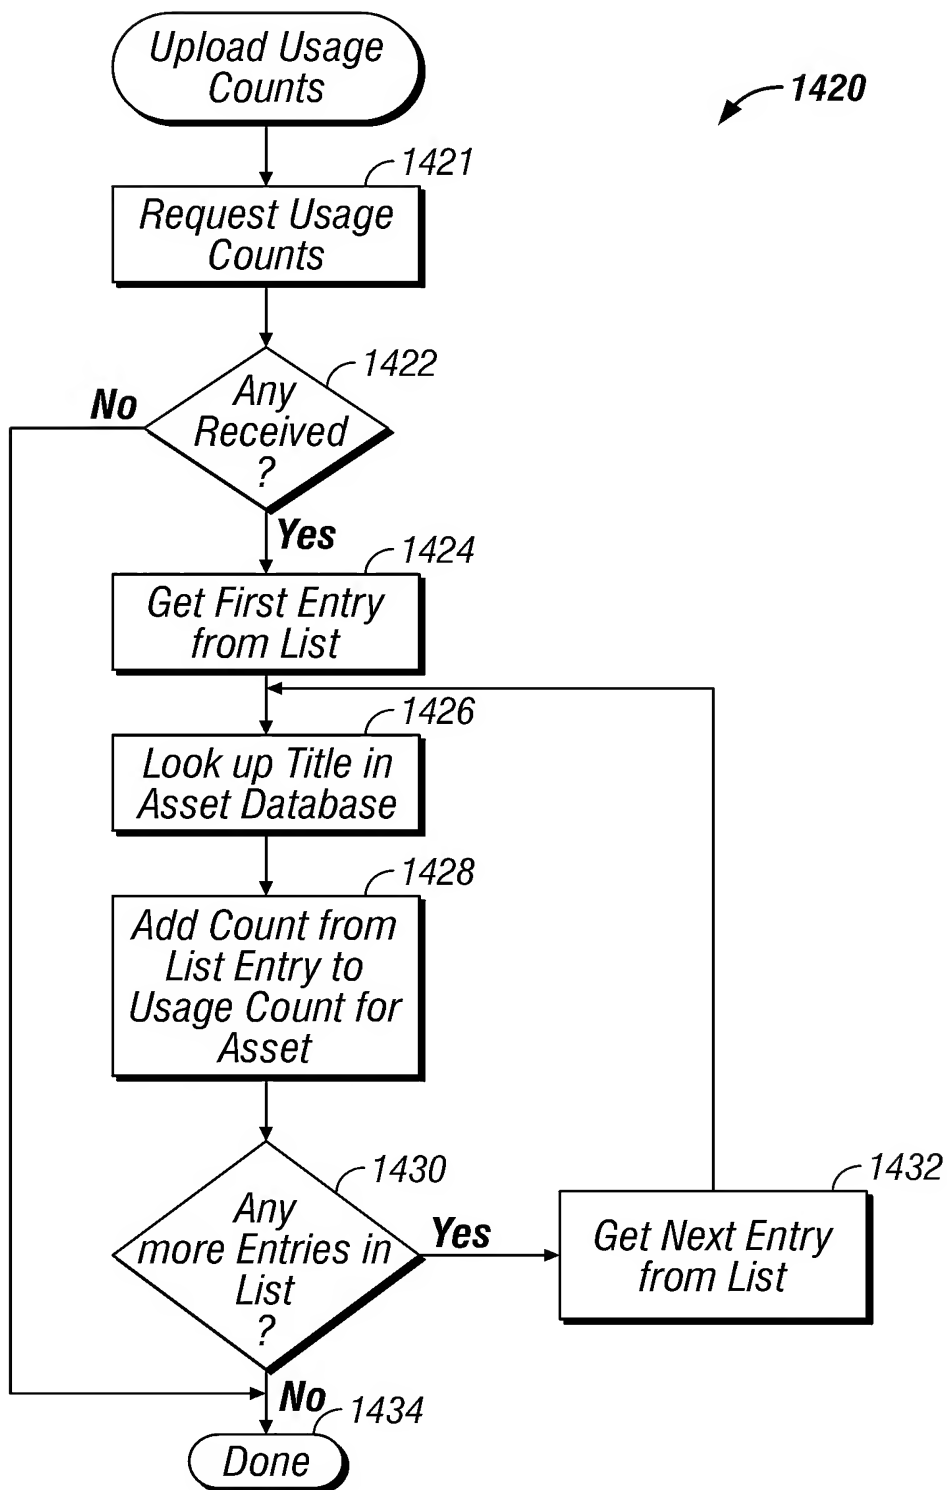 Upload Usage
Counts
1420
1421
Request Usage
Counts
1422
Any
Received
?
No
Yes
1424
Get First Entry
from List
1426
Look up Title in
Asset Database
1428
Add Count from
List Entry to
Usage Count for
Asset
1430
Any
more Entries in
List
?
Yes
1432
Get Next Entry
from List
No
1434
Done